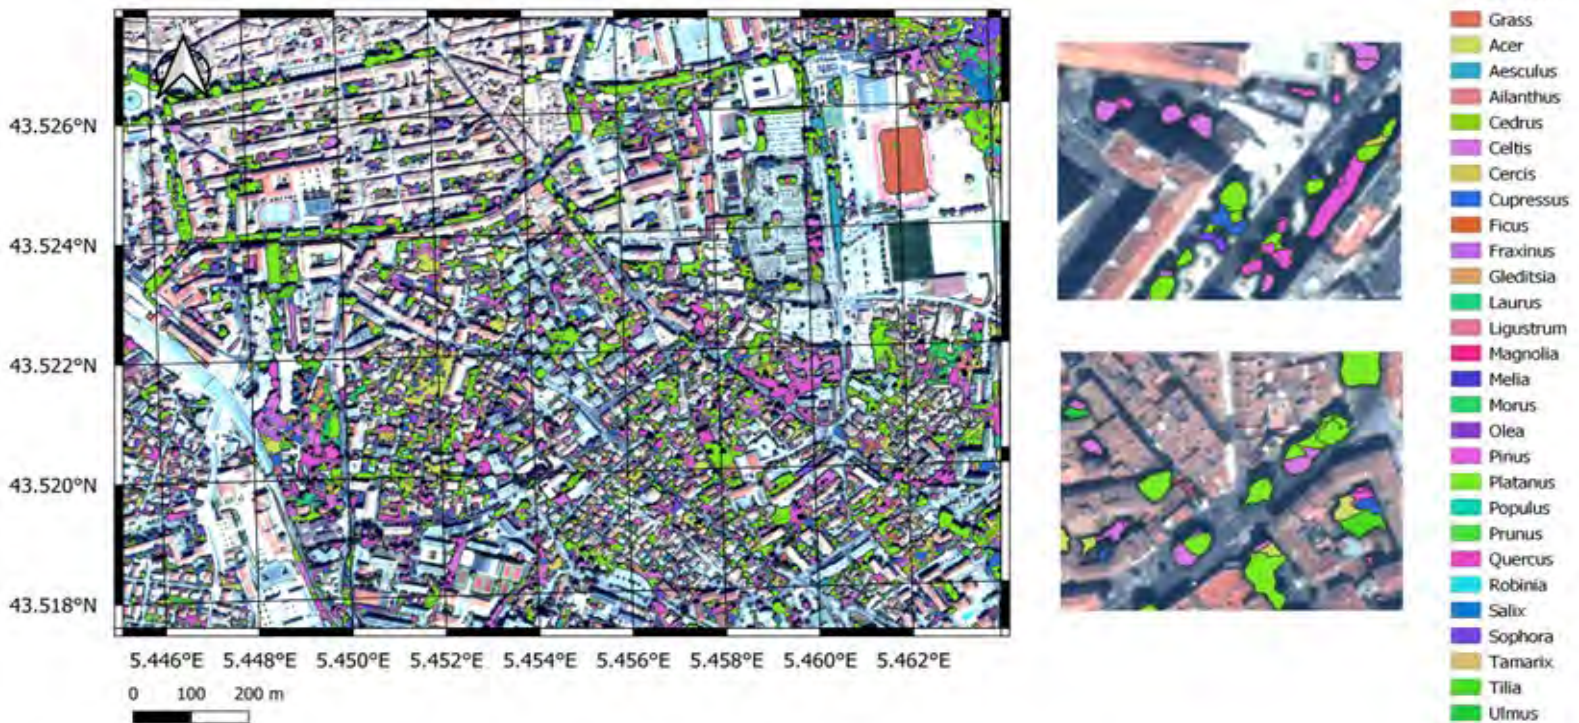 43.526°N
43.524°N
43.522°N
43.520°N
43.518°N
5.446°E 5.448°E 5.450°E 5.452°E 5.454°E 5.456°E 5.458°E 5.460°E 5.462°E
0 100 200 m
Grass
Acer
Aesculus
Ailanthus
Cedrus
Celtis
Cercis
Cupressus
Ficus
Fraxinus
Gleditsia
Laurus
Ligustrum
Magnolia
Melia
Morus
Olea
Pinus
Platanus
Populus
Prunus
Quercus
Robinia
Salix
Sophora
Tamarix
Tilia
Ulmus